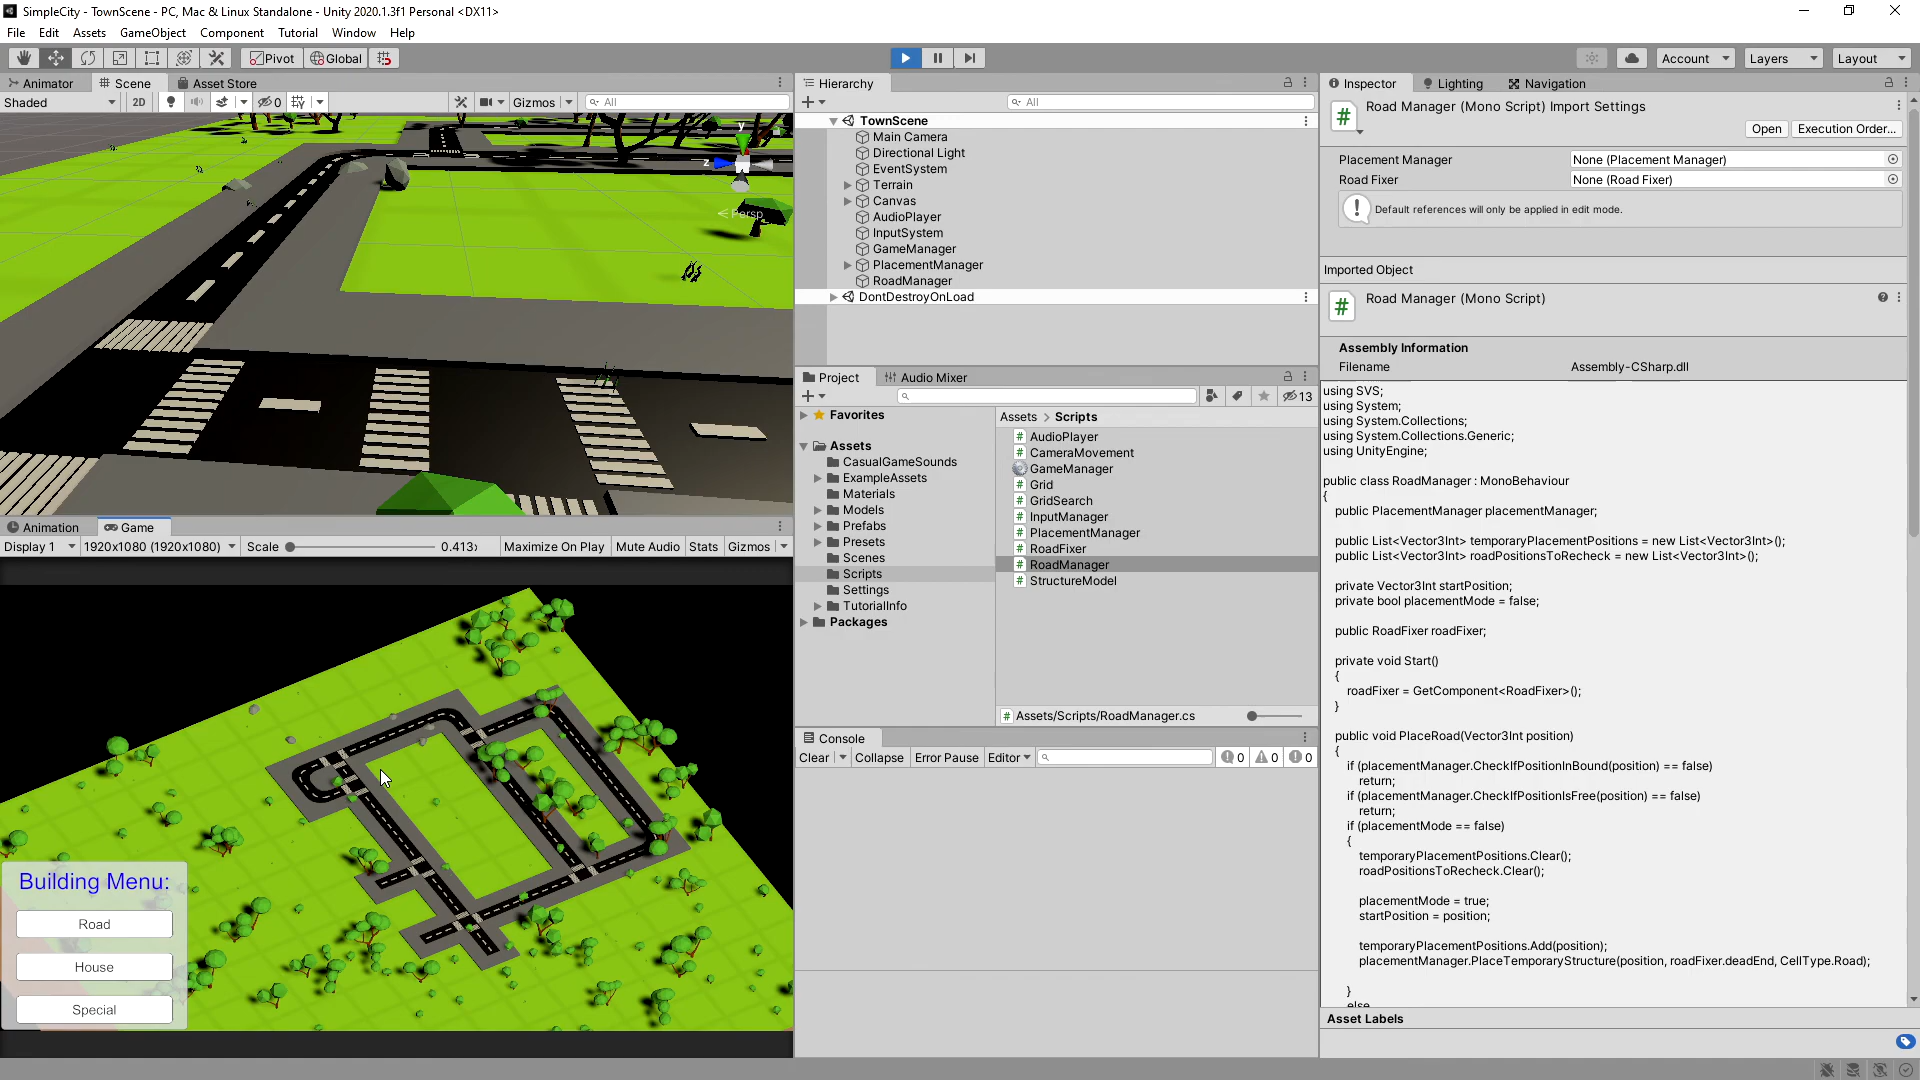 SimpleCity - TownScene - PC, Mac & Linux Standalone - Unity 2020.1.3f1 Personal <DX11>
File Edit Assets GameObject Component Tutorial Window Help
Pivot Global Account Layers Layout
Animator Scene Asset Store
Shaded 2D 0 Gizmos All
y
z
Persp
Animation Game
Display 1 1920x1080 (1920x1080) Scale 0.413x Maximize On Play Mute Audio Stats Gizmos
Building Menu:
Road
House
Special
Hierarchy
All
TownScene
Main Camera
Directional Light
EventSystem
Terrain
Canvas
AudioPlayer
InputSystem
GameManager
PlacementManager
RoadManager
DontDestroyOnLoad
Project Audio Mixer
13
Favorites
Assets
CasualGameSounds
ExampleAssets
Materials
Models
Prefabs
Presets
Scenes
Scripts
Settings
TutorialInfo
Packages
Assets > Scripts
AudioPlayer
CameraMovement
GameManager
Grid
GridSearch
InputManager
PlacementManager
RoadFixer
RoadManager
StructureModel
Assets/Scripts/RoadManager.cs
Console
Clear Collapse Error Pause Editor 0 0 0
Inspector Lighting Navigation
Road Manager (Mono Script) Import Settings
Open Execution Order...
Placement Manager None (Placement Manager)
Road Fixer None (Road Fixer)
Default references will only be applied in edit mode.
Imported Object
Road Manager (Mono Script)
Assembly Information
Filename Assembly-CSharp.dll
using SVS;
using System;
using System.Collections;
using System.Collections.Generic;
using UnityEngine;
public class RoadManager : MonoBehaviour
{
public PlacementManager placementManager;
public List<Vector3Int> temporaryPlacementPositions = new List<Vector3Int>();
public List<Vector3Int> roadPositionsToRecheck = new List<Vector3Int>();
private Vector3Int startPosition;
private bool placementMode = false;
public RoadFixer roadFixer;
private void Start()
{
roadFixer = GetComponent<RoadFixer>();
}
public void PlaceRoad(Vector3Int position)
{
if (placementManager.CheckIfPositionInBound(position) == false)
return;
if (placementManager.CheckIfPositionIsFree(position) == false)
return;
if (placementMode == false)
{
temporaryPlacementPositions.Clear();
roadPositionsToRecheck.Clear();
placementMode = true;
startPosition = position;
temporaryPlacementPositions.Add(position);
placementManager.PlaceTemporaryStructure(position, roadFixer.deadEnd, CellType.Road);
}
else
Asset Labels